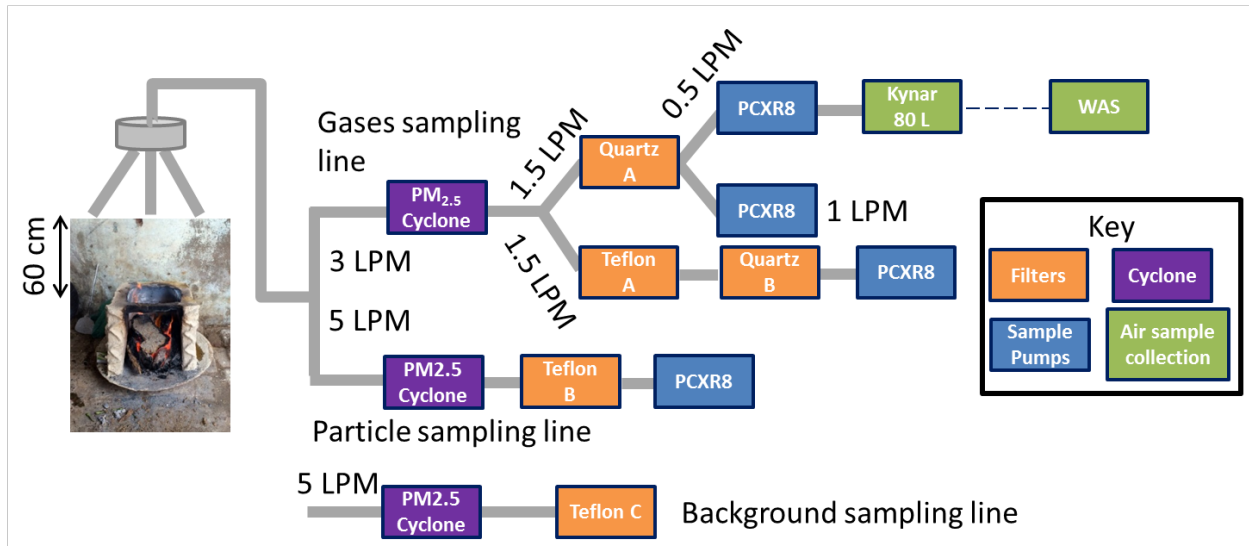 Gases sampling
line
1.5 LPM
0.5 LPM
PCXR8
Kynar
80 L
WAS
Quartz
A
PM2.5
Cyclone
PCXR8
1 LPM
60 cm
3 LPM
1.5 LPM
Teflon
A
Quartz
B
PCXR8
5 LPM
PM2.5
Cyclone
Teflon
B
PCXR8
Particle sampling line
5 LPM
PM2.5
Cyclone
Teflon C
Background sampling line
Key
Filters
Cyclone
Sample
Pumps
Air sample
collection